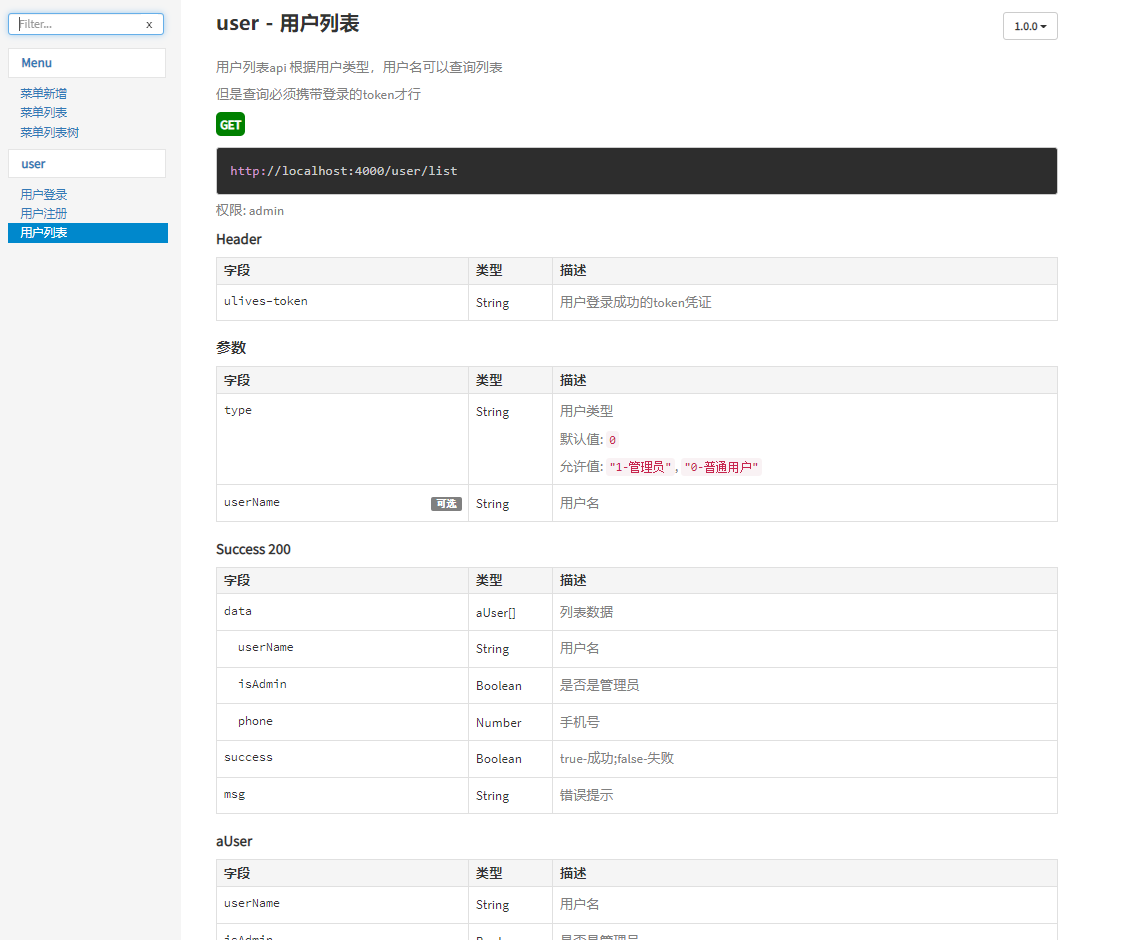 Filter... x
Menu
菜单新增
菜单列表
菜单列表树
user
用户登录
用户注册
用户列表
user - 用户列表
1.0.0
用户列表api 根据用户类型，用户名可以查询列表
但是查询必须携带登录的token才行
GET
http://localhost:4000/user/list
权限: admin
Header
字段 类型 描述
ulives-token String 用户登录成功的token凭证
参数
字段 类型 描述
type String 用户类型
默认值: 0
允许值: "1-管理员", "0-普通用户"
userName 可选 String 用户名
Success 200
字段 类型 描述
data aUser[] 列表数据
userName String 用户名
isAdmin Boolean 是否是管理员
phone Number 手机号
success Boolean true-成功;false-失败
msg String 错误提示
aUser
字段 类型 描述
userName String 用户名
isAdmin Boolean 是否是管理员